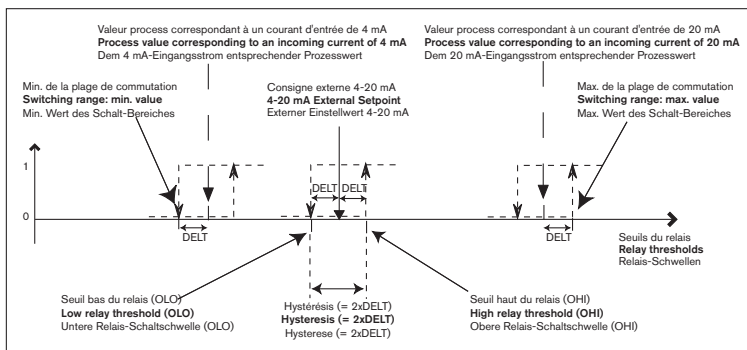 Valeur process correspondant à un courant d'entrée de 4 mA
Process value corresponding to an incoming current of 4 mA
Dem 4 mA-Eingangsstrom entsprechender Prozesswert
Valeur process correspondant à un courant d'entrée de 20 mA
Process value corresponding to an incoming current of 20 mA
Dem 20 mA-Eingangsstrom entsprechender Prozesswert
Min. de la plage de commutation
Switching range: min. value
Min. Wert des Schalt-Bereiches
Consigne externe 4-20 mA
4-20 mA External Setpoint
Externer Einstellwert 4-20 mA
Max. de la plage de commutation
Switching range: max. value
Max. Wert des Schalt-Bereiches
1
DELT
DELT
0
DELT
DELT
Seuils du relais
Relay thresholds
Relais-Schwellen
Seuil bas du relais (OLO)
Low relay threshold (OLO)
Untere Relais-Schaltschwelle (OLO)
Hystérésis (= 2xDELT)
Hysteresis (= 2xDELT)
Hysterese (= 2xDELT)
Seuil haut du relais (OHI)
High relay threshold (OHI)
Obere Relais-Schaltschwelle (OHI)